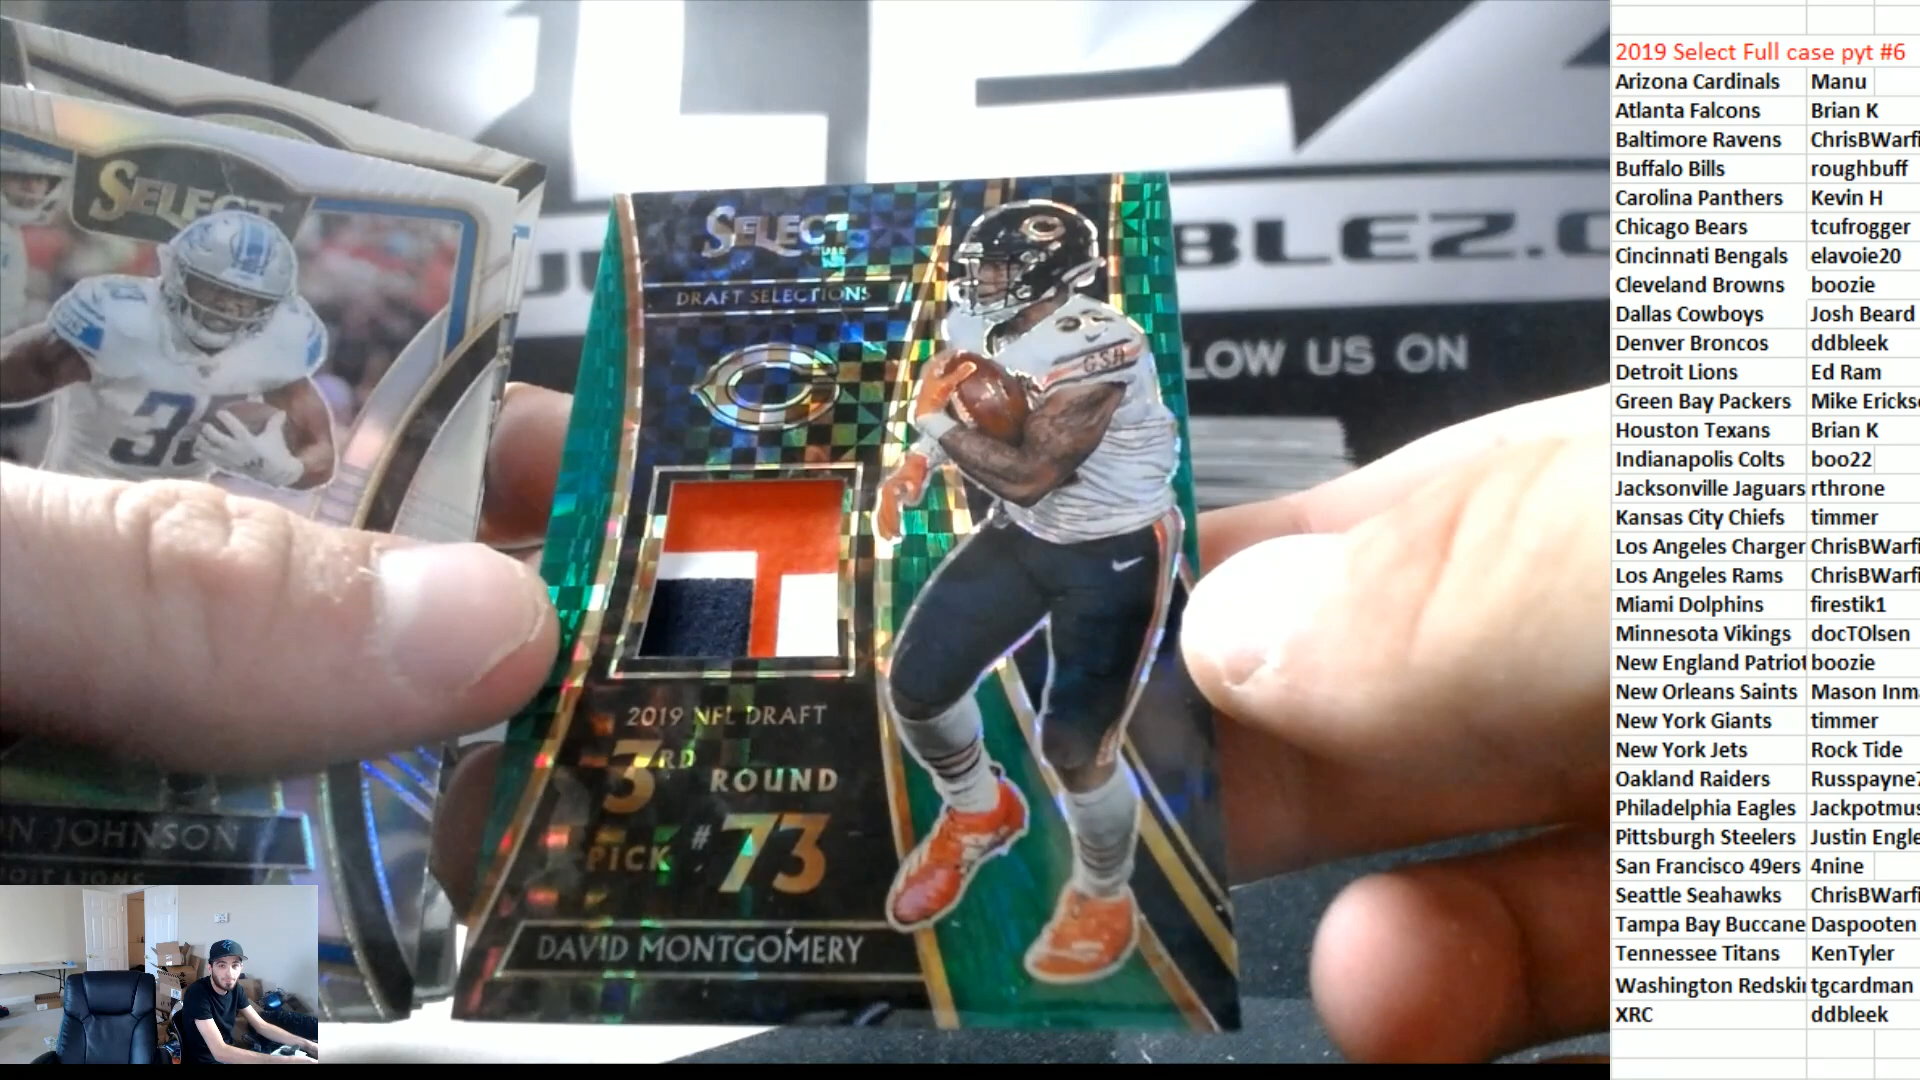 SELECT
33
N JOHNSON
OIT LIONS
SELECT
DRAFT SELECTIONS
C
GSH
2019 NFL DRAFT
3RD ROUND
PICK #73
DAVID MONTGOMERY
BLEZ.C
LOW US ON
2019 Select Full case pyt #6
Arizona Cardinals Manu
Atlanta Falcons Brian K
Baltimore Ravens ChrisBWarfi
Buffalo Bills roughbuff
Carolina Panthers Kevin H
Chicago Bears tcufrogger
Cincinnati Bengals elavoie20
Cleveland Browns boozie
Dallas Cowboys Josh Beard
Denver Broncos ddbleek
Detroit Lions Ed Ram
Green Bay Packers Mike Erickso
Houston Texans Brian K
Indianapolis Colts boo22
Jacksonville Jaguars rthrone
Kansas City Chiefs timmer
Los Angeles Charger ChrisBWarfi
Los Angeles Rams ChrisBWarfi
Miami Dolphins firestik1
Minnesota Vikings docTOlsen
New England Patriot boozie
New Orleans Saints Mason Inm
New York Giants timmer
New York Jets Rock Tide
Oakland Raiders Russpayne7
Philadelphia Eagles Jackpotmus
Pittsburgh Steelers Justin Engle
San Francisco 49ers 4nine
Seattle Seahawks ChrisBWarfi
Tampa Bay Buccane Daspooten
Tennessee Titans KenTyler
Washington Redskin tgcardman
XRC ddbleek